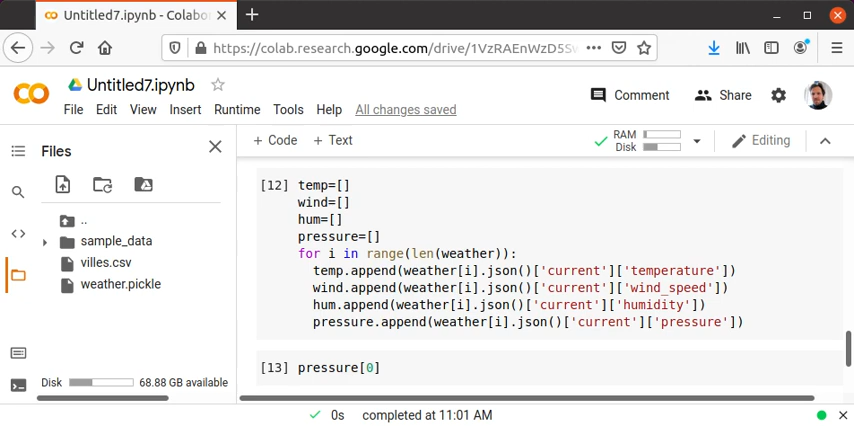 Untitled7.ipynb - Colabo
https://colab.research.google.com/drive/1VzRAEnWzD5Sw
Untitled7.ipynb
File Edit View Insert Runtime Tools Help All changes saved
Comment Share
Files
+ Code + Text
RAM
Disk
Editing
..
sample_data
villes.csv
weather.pickle
Disk 68.88 GB available
[12] temp=[]
wind=[]
hum=[]
pressure=[]
for i in range(len(weather)):
temp.append(weather[i].json()['current']['temperature'])
wind.append(weather[i].json()['current']['wind_speed'])
hum.append(weather[i].json()['current']['humidity'])
pressure.append(weather[i].json()['current']['pressure'])
[13] pressure[0]
0s completed at 11:01 AM